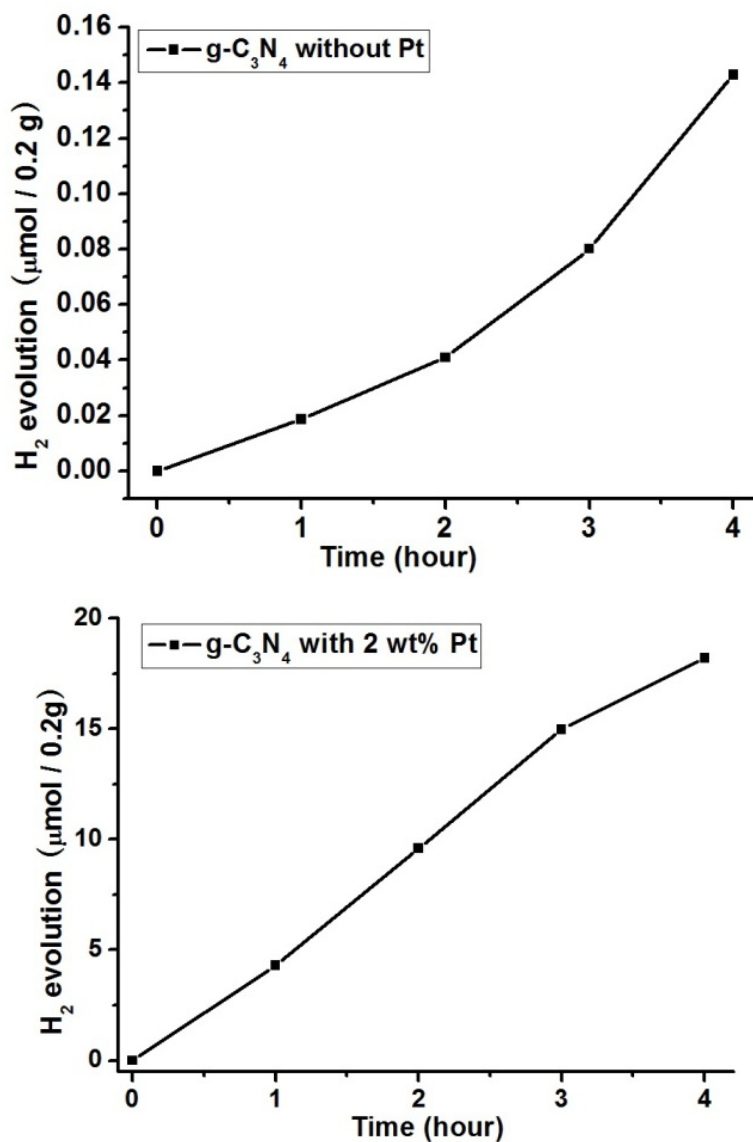 g-C₃N₄ without Pt
H₂ evolution (μmol / 0.2 g)
0.16
0.14
0.12
0.10
0.08
0.06
0.04
0.02
0.00
0 1 2 3 4
Time (hour)
g-C₃N₄ with 2 wt% Pt
H₂ evolution (μmol / 0.2g)
20
15
10
5
0
0 1 2 3 4
Time (hour)